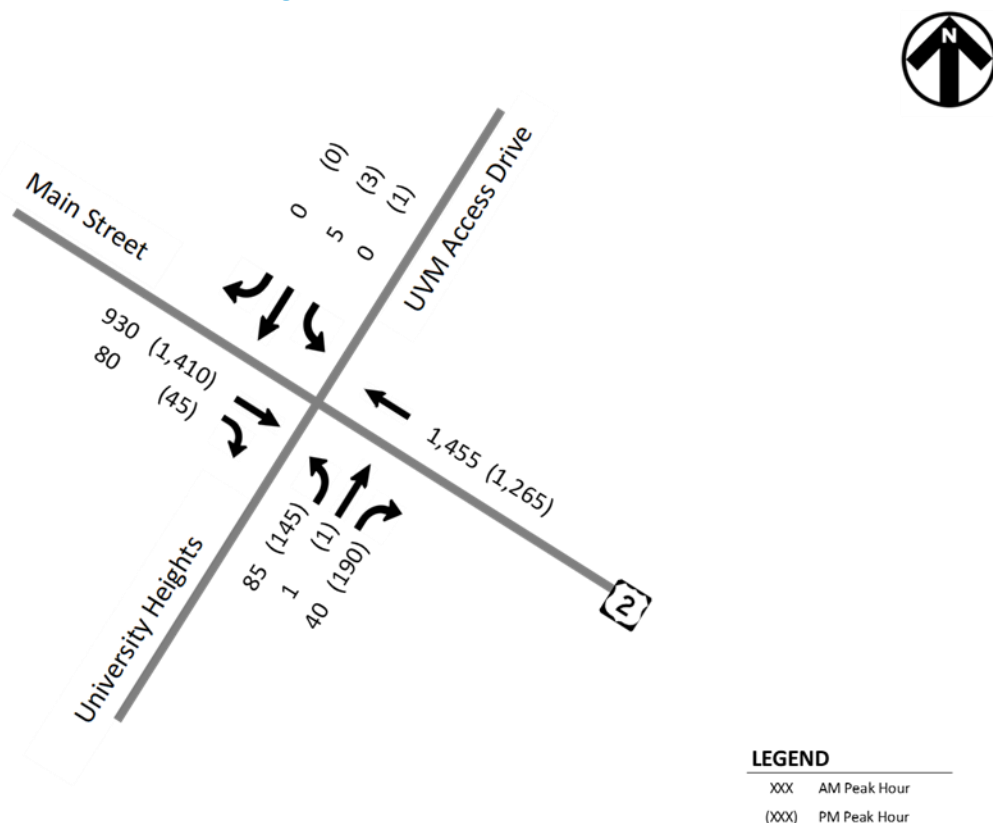 N
Main Street
UVM Access Drive
0 (0)
5 (3)
0 (1)
930 (1,410)
80 (45)
1,455 (1,265)
85 (145)
1 (1)
40 (190)
University Heights
2
LEGEND
XXX AM Peak Hour
(XXX) PM Peak Hour